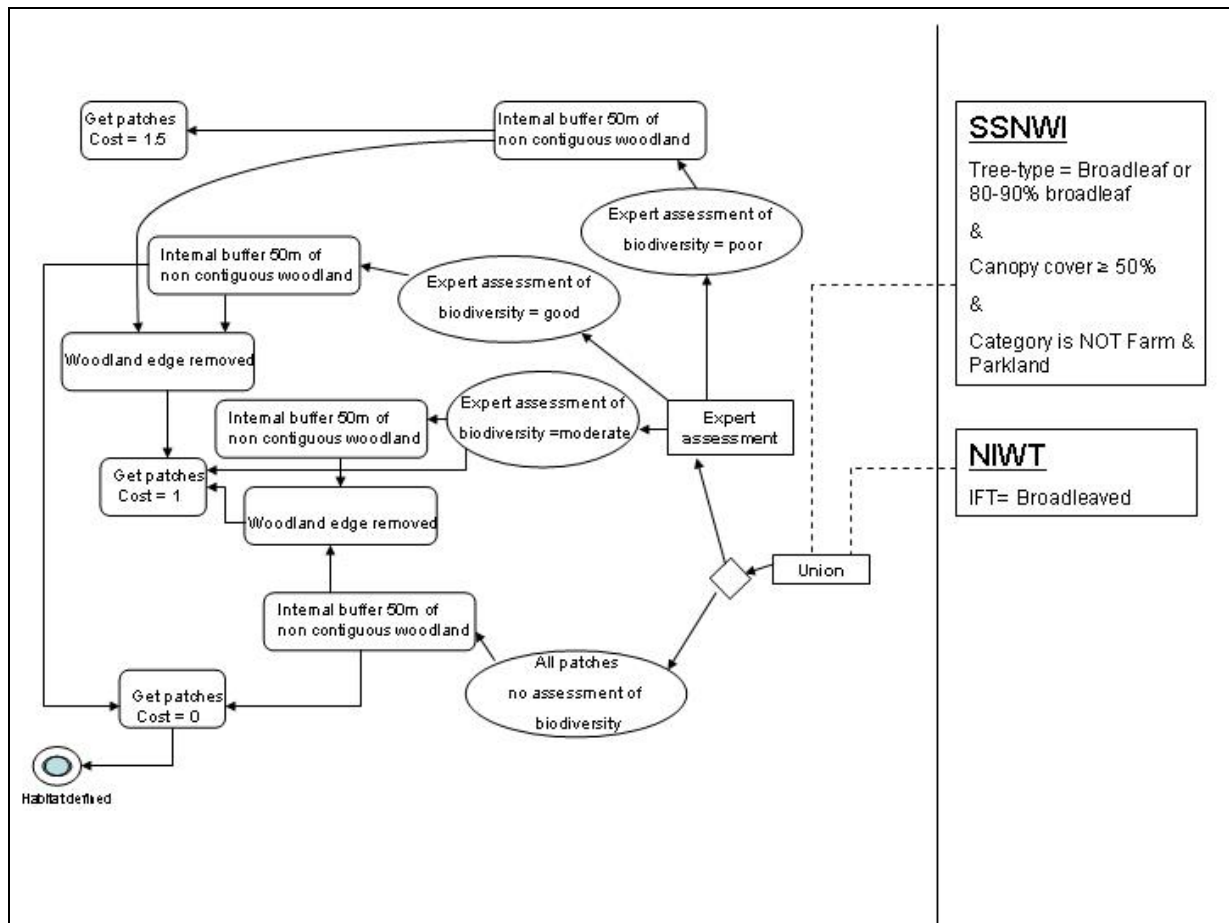 Get patches
Cost = 1.5
Internal buffer 50m of
non contiguous woodland
Expert assessment of
biodiversity = poor
Internal buffer 50m of
non contiguous woodland
Expert assessment of
biodiversity = good
Woodland edge removed
Internal buffer 50m of
non contiguous woodland
Expert assessment of
biodiversity =moderate
Expert
assessment
Get patches
Cost = 1
Woodland edge removed
Union
Internal buffer 50m of
non contiguous woodland
All patches
no assessment of
biodiversity
Get patches
Cost = 0
Habitat defined
SSNWI
Tree-type = Broadleaf or
80-90% broadleaf
&
Canopy cover ≥ 50%
&
Category is NOT Farm &
Parkland
NIWT
IFT= Broadleaved